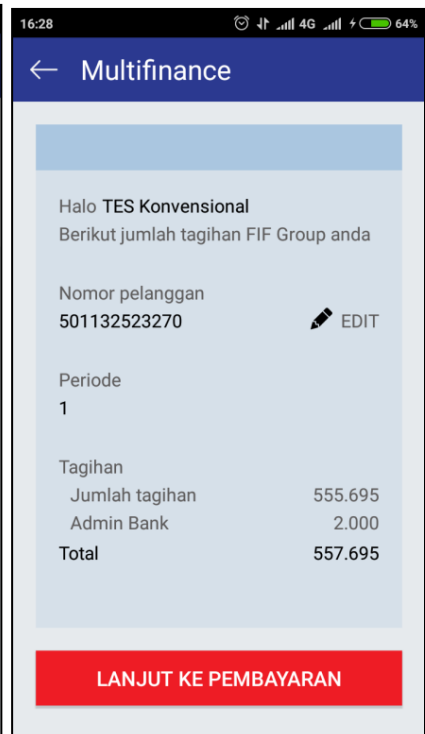 16:28 4G 64%
Multifinance
Halo TES Konvensional
Berikut jumlah tagihan FIF Group anda
Nomor pelanggan
501132523270 EDIT
Periode
1
Tagihan
Jumlah tagihan 555.695
Admin Bank 2.000
Total 557.695
LANJUT KE PEMBAYARAN